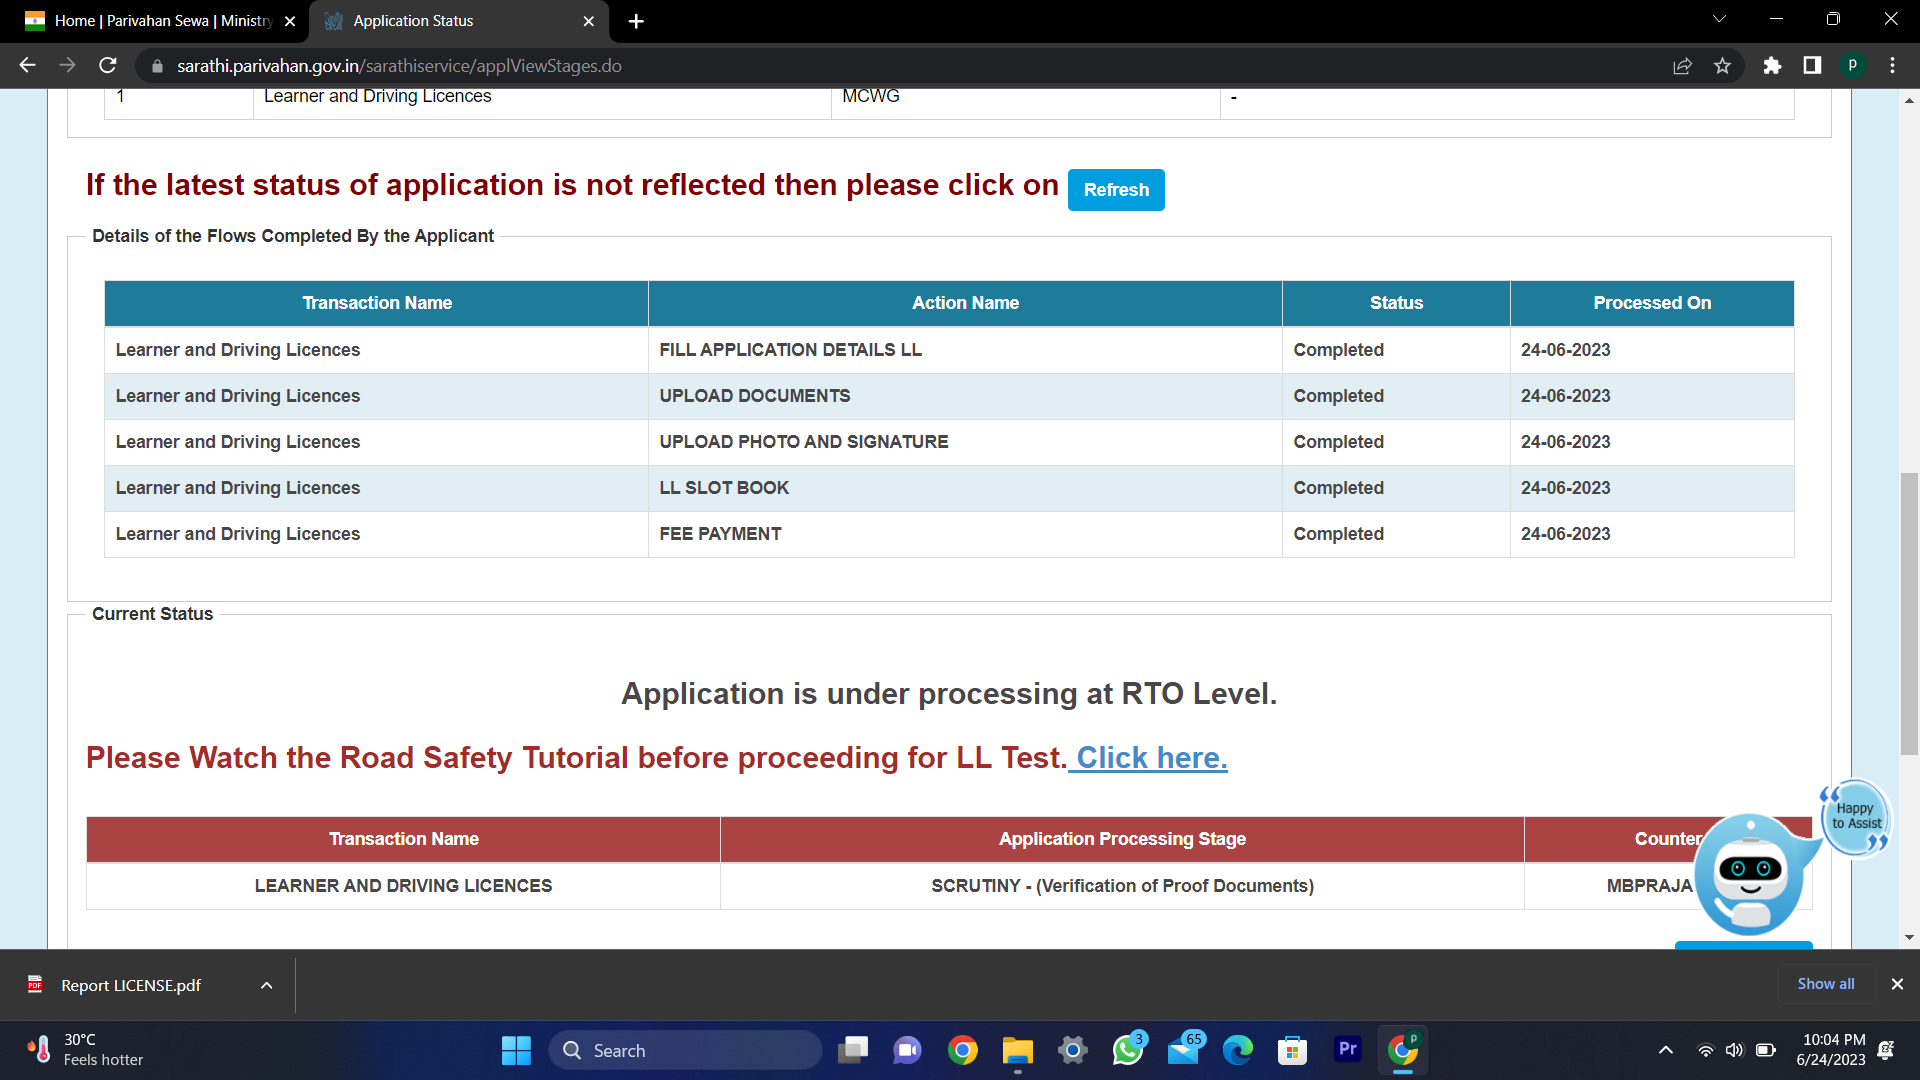 Home | Parivahan Sewa | Ministry
Application Status
sarathi.parivahan.gov.in/sarathiservice/applViewStages.do
P
1 Learner and Driving Licences MCWG -
If the latest status of application is not reflected then please click on Refresh
Details of the Flows Completed By the Applicant
Transaction Name Action Name Status Processed On
Learner and Driving Licences FILL APPLICATION DETAILS LL Completed 24-06-2023
Learner and Driving Licences UPLOAD DOCUMENTS Completed 24-06-2023
Learner and Driving Licences UPLOAD PHOTO AND SIGNATURE Completed 24-06-2023
Learner and Driving Licences LL SLOT BOOK Completed 24-06-2023
Learner and Driving Licences FEE PAYMENT Completed 24-06-2023
Current Status
Application is under processing at RTO Level.
Please Watch the Road Safety Tutorial before proceeding for LL Test. Click here.
Happy
to Assist
Transaction Name Application Processing Stage Counter
LEARNER AND DRIVING LICENCES SCRUTINY - (Verification of Proof Documents) MBPRAJA
PDF Report LICENSE.pdf Show all
30°C
Feels hotter
Search
3
65
Pr
P
10:04 PM
6/24/2023